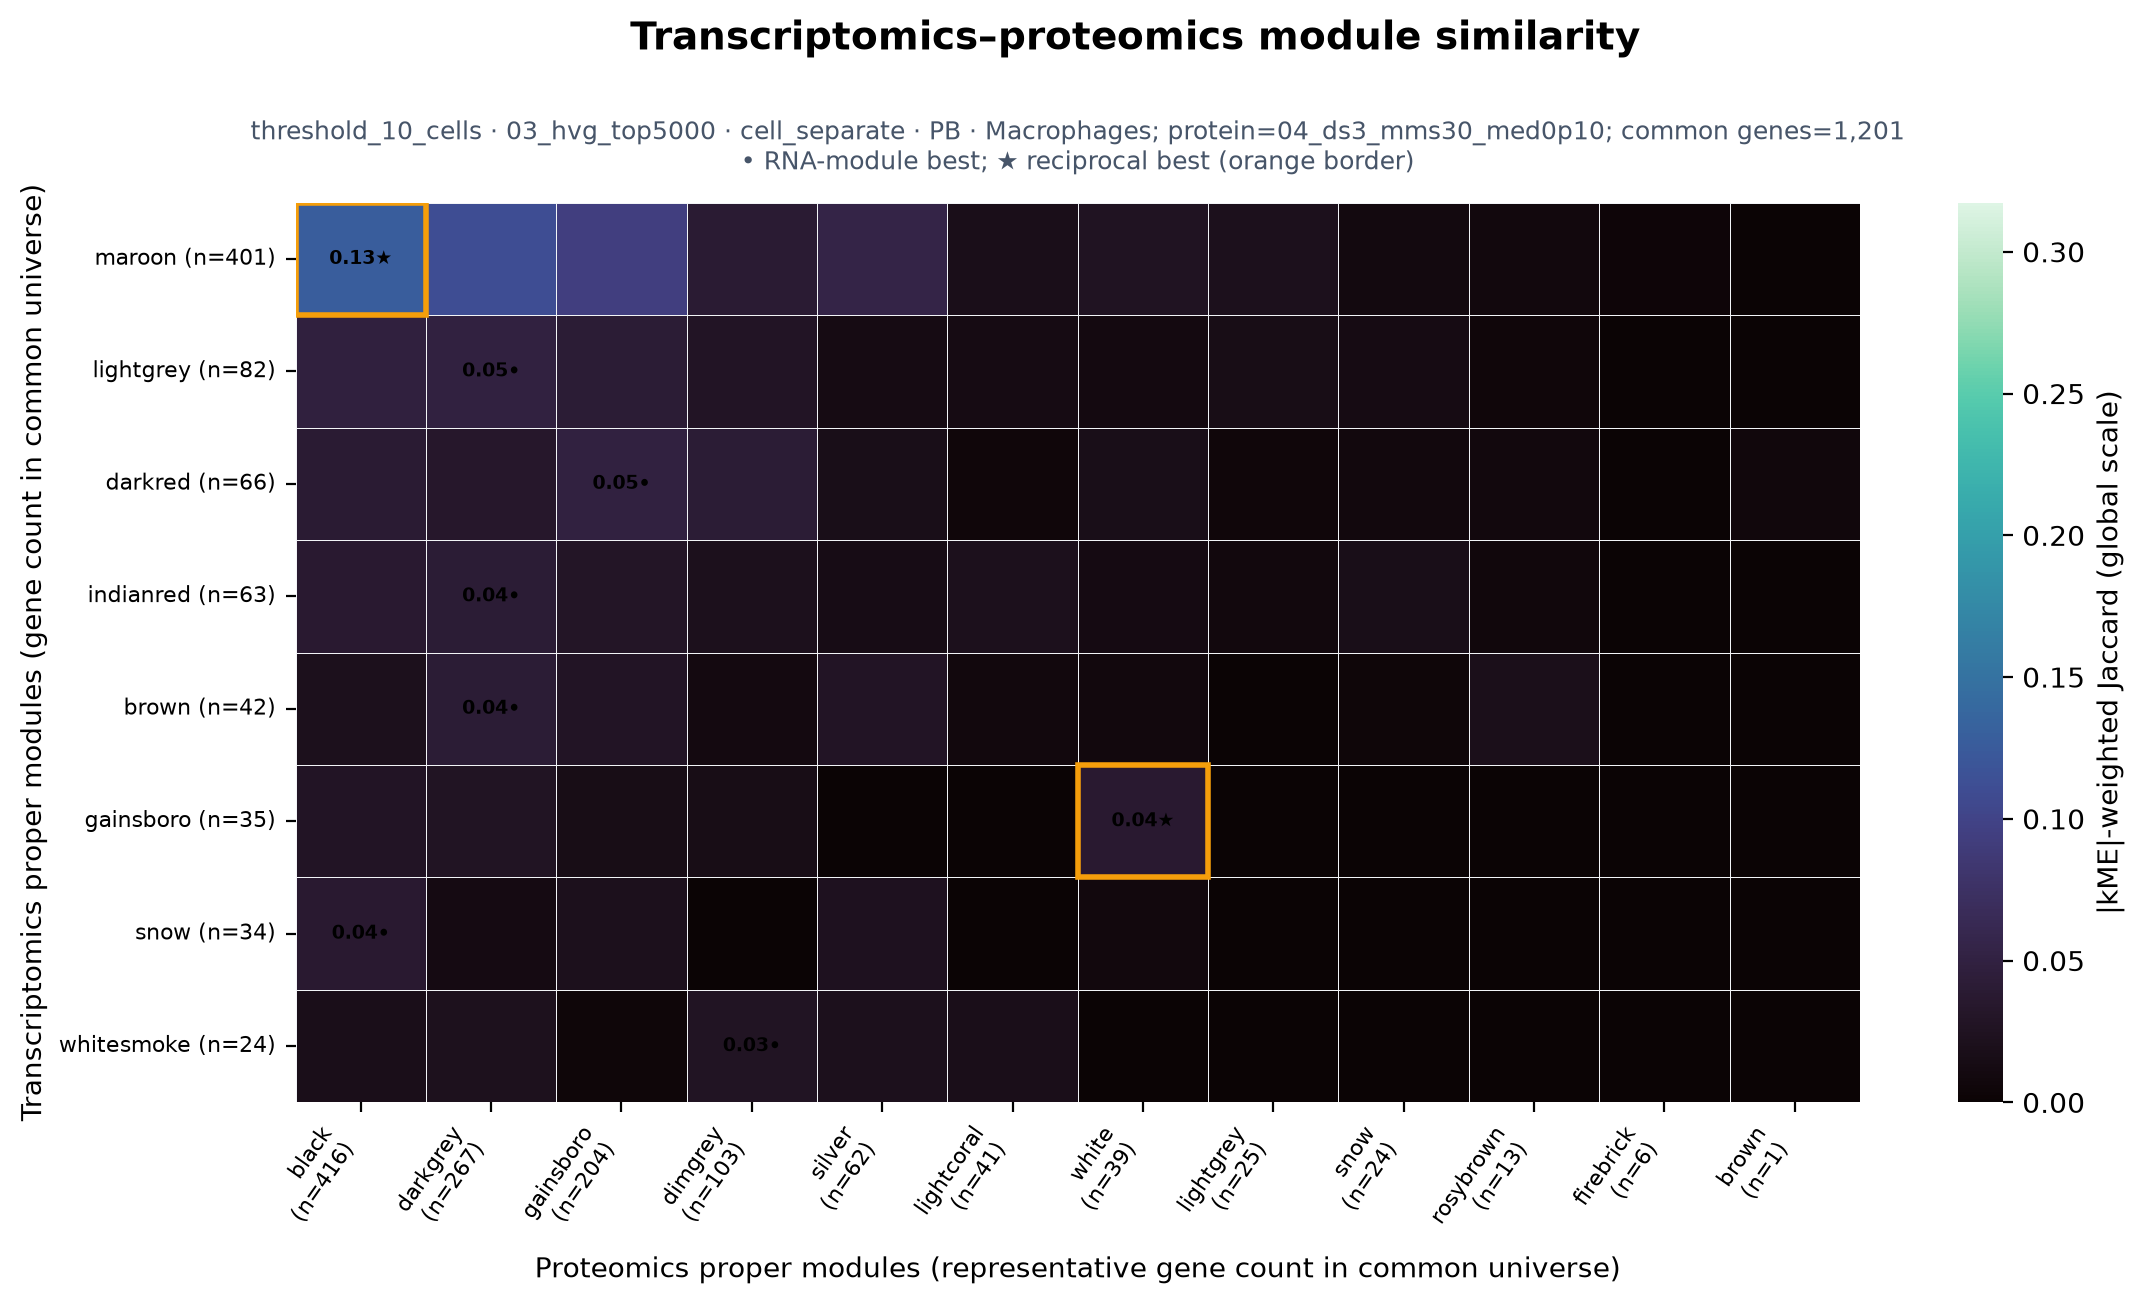 Transcriptomics–proteomics module similarity
threshold_10_cells · 03_hvg_top5000 · cell_separate · PB · Macrophages; protein=04_ds3_mms30_med0p10; common genes=1,201
• RNA-module best; ★ reciprocal best (orange border)
Transcriptomics proper modules (gene count in common universe)
maroon (n=401)
lightgrey (n=82)
darkred (n=66)
indianred (n=63)
brown (n=42)
gainsboro (n=35)
snow (n=34)
whitesmoke (n=24)
0.13★
0.05•
0.05•
0.04•
0.04•
0.04★
0.04•
0.03•
black
(n=416)
darkgrey
(n=267)
gainsboro
(n=204)
dimgrey
(n=103)
silver
(n=62)
lightcoral
(n=41)
white
(n=39)
lightgrey
(n=25)
snow
(n=24)
rosybrown
(n=13)
firebrick
(n=6)
brown
(n=1)
Proteomics proper modules (representative gene count in common universe)
0.30
0.25
0.20
0.15
0.10
0.05
0.00
|kME|-weighted Jaccard (global scale)